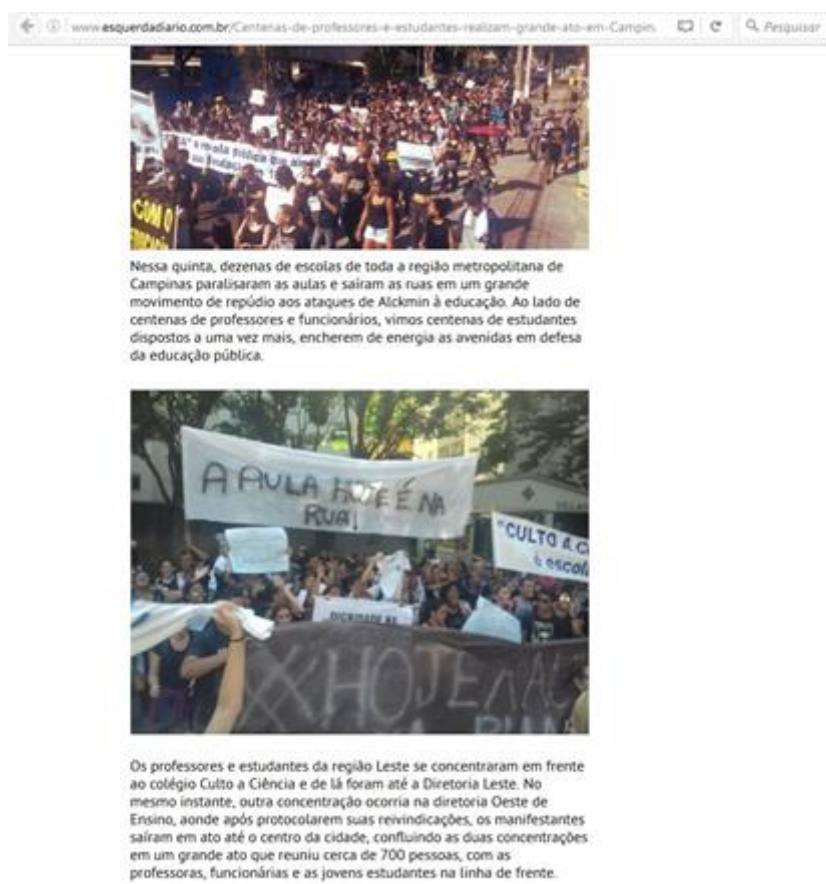 www.esquerdadiario.com.br/Centenas-de-professores-e-estudantes-realizam-grande-ato-em-Campin
Pesquisar
escola pública que
COM O
Nessa quinta, dezenas de escolas de toda a região metropolitana de
Campinas paralisaram as aulas e saíram as ruas em um grande
movimento de repúdio aos ataques de Alckmin à educação. Ao lado de
centenas de professores e funcionários, vimos centenas de estudantes
dispostos a uma vez mais, encherem de energia as avenidas em defesa
da educação pública.
A AULA HOJE É NA
RUA!
"CULTO A C
é escol
DIGNIDADE
HOJE
Os professores e estudantes da região Leste se concentraram em frente
ao colégio Culto a Ciência e de lá foram até a Diretoria Leste. No
mesmo instante, outra concentração ocorria na diretoria Oeste de
Ensino, aonde após protocolarem suas reivindicações, os manifestantes
saíram em ato até o centro da cidade, confluindo as duas concentrações
em um grande ato que reuniu cerca de 700 pessoas, com as
professoras, funcionárias e as jovens estudantes na linha de frente.